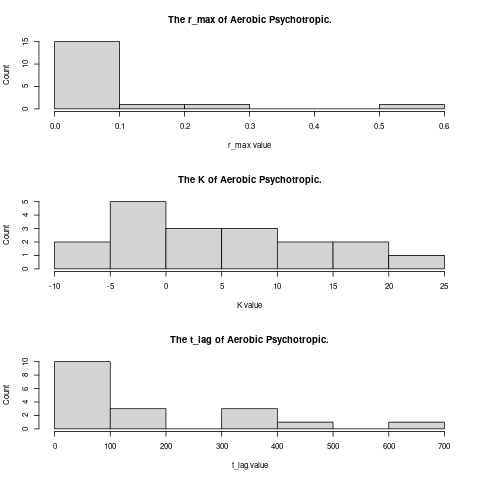 The r_max of Aerobic Psychotropic.
Count
0 5 10 15
0.0 0.1 0.2 0.3 0.4 0.5 0.6
r_max value
The K of Aerobic Psychotropic.
Count
0 1 2 3 4 5
-10 -5 0 5 10 15 20 25
K value
The t_lag of Aerobic Psychotropic.
Count
0 2 4 6 8 10
0 100 200 300 400 500 600 700
t_lag value